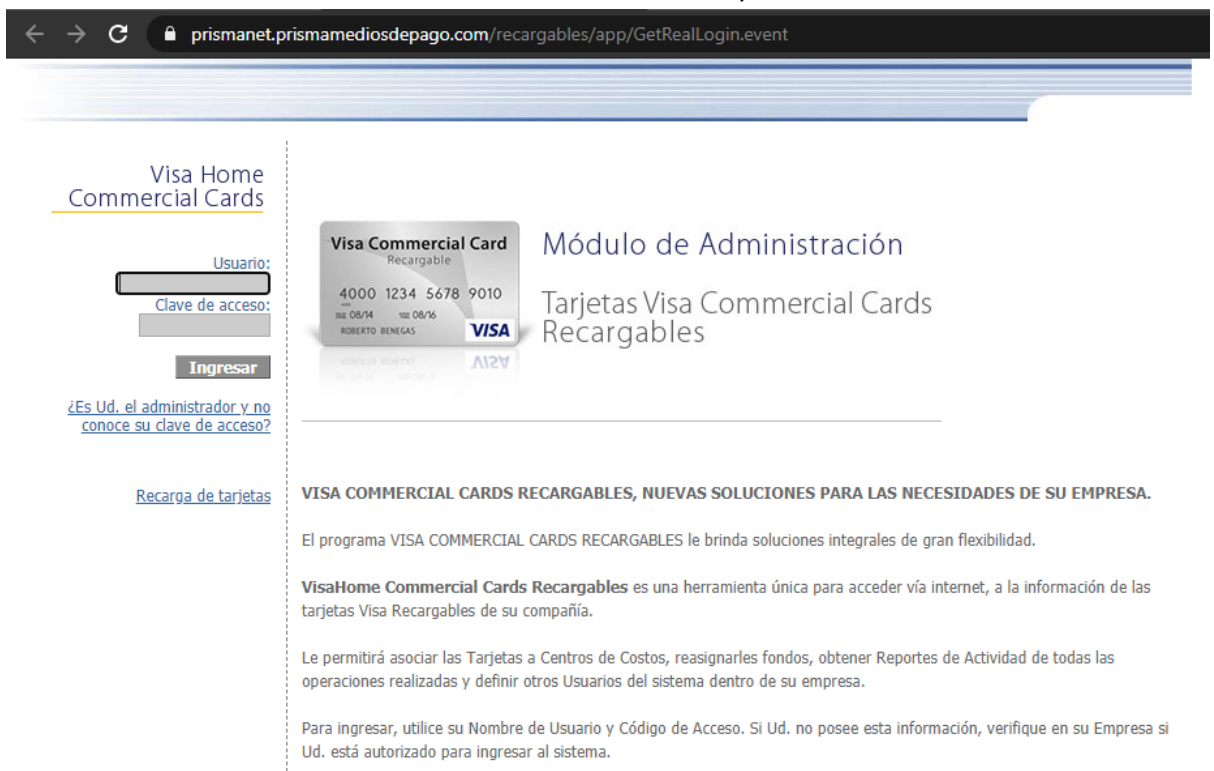 prismanet.prismamediosdepago.com/recargables/app/GetRealLogin.event
Visa Home
Commercial Cards
Usuario:
Clave de acceso:
Ingresar
¿Es Ud. el administrador y no
conoce su clave de acceso?
Recarga de tarjetas
Visa Commercial Card
Recargable
4000 1234 5678 9010
08/14 08/16
ROBERTO BENEGAS
VISA
Módulo de Administración
Tarjetas Visa Commercial Cards
Recargables
VISA COMMERCIAL CARDS RECARGABLES, NUEVAS SOLUCIONES PARA LAS NECESIDADES DE SU EMPRESA.
El programa VISA COMMERCIAL CARDS RECARGABLES le brinda soluciones integrales de gran flexibilidad.
VisaHome Commercial Cards Recargables es una herramienta única para acceder vía internet, a la información de las
tarjetas Visa Recargables de su compañía.
Le permitirá asociar las Tarjetas a Centros de Costos, reasignarles fondos, obtener Reportes de Actividad de todas las
operaciones realizadas y definir otros Usuarios del sistema dentro de su empresa.
Para ingresar, utilice su Nombre de Usuario y Código de Acceso. Si Ud. no posee esta información, verifique en su Empresa si
Ud. está autorizado para ingresar al sistema.